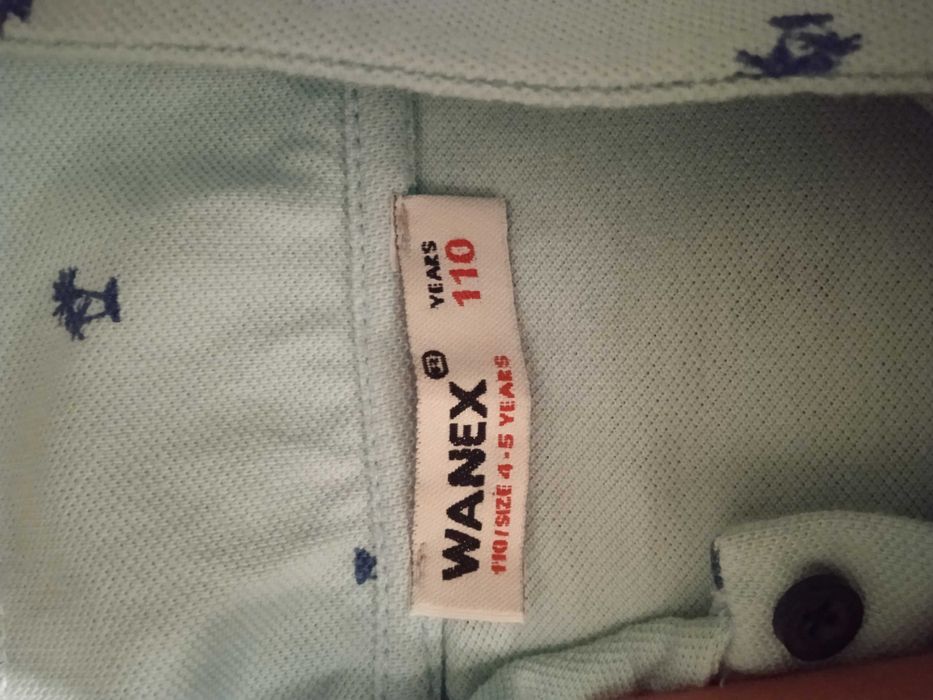 WANEX®
110/SIZE 4-5 YEARS
YEARS
110